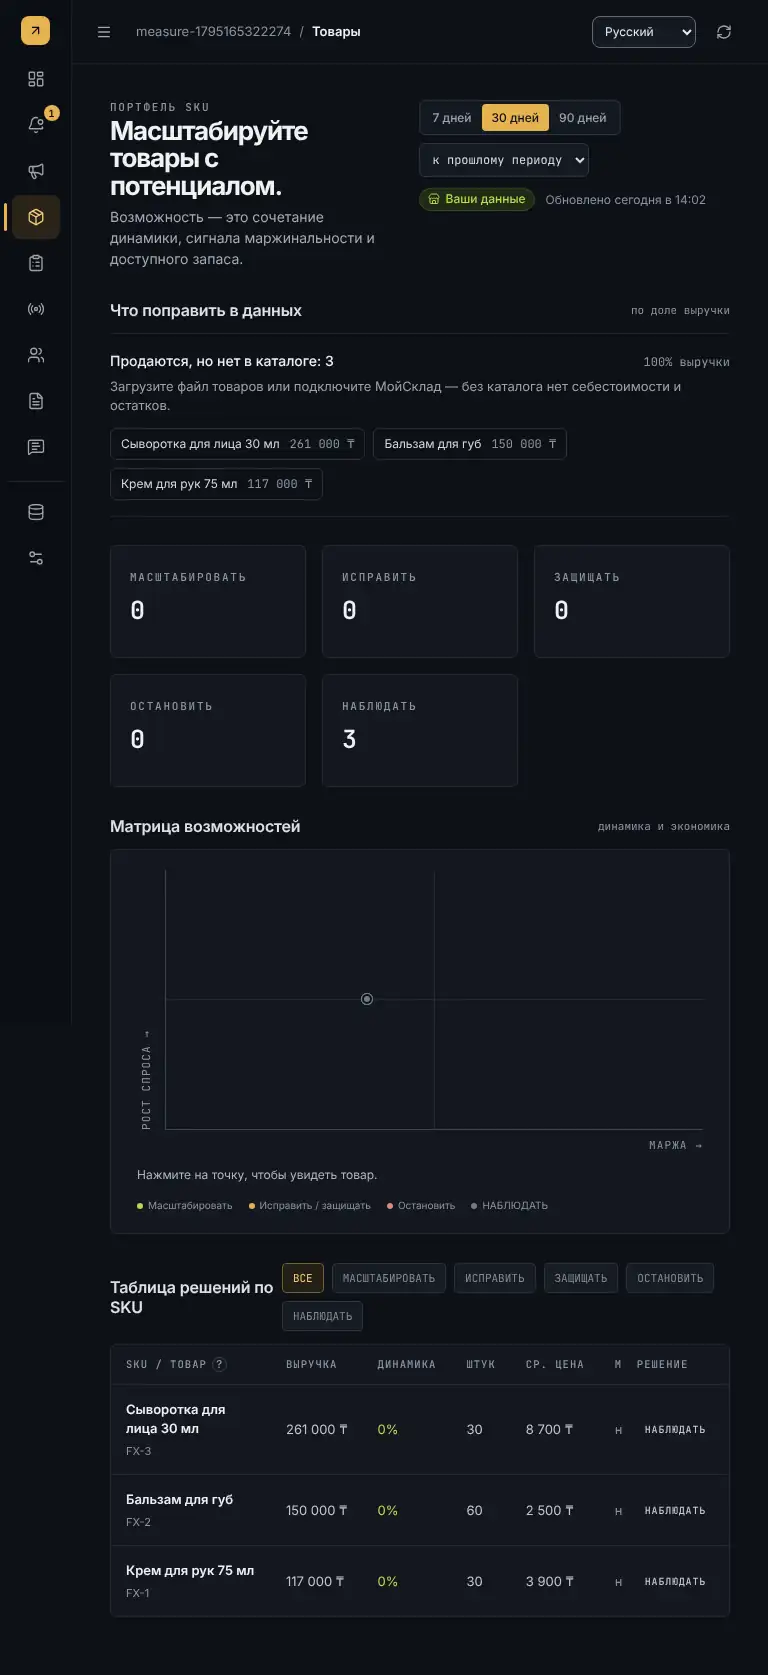 measure-1795165322274 / Товары
Русский
1
ПОРТФЕЛЬ SKU
Масштабируйте
товары с
потенциалом.
Возможность — это сочетание
динамики, сигнала маржинальности и
доступного запаса.
7 дней 30 дней 90 дней
к прошлому периоду
Ваши данные Обновлено сегодня в 14:02
Что поправить в данных
по доле выручки
Продаются, но нет в каталоге: 3
100% выручки
Загрузите файл товаров или подключите МойСклад — без каталога нет себестоимости и
остатков.
Сыворотка для лица 30 мл 261 000 ₸ Бальзам для губ 150 000 ₸
Крем для рук 75 мл 117 000 ₸
МАСШТАБИРОВАТЬ ИСПРАВИТЬ ЗАЩИЩАТЬ
0 0 0
ОСТАНОВИТЬ НАБЛЮДАТЬ
0 3
Матрица возможностей
динамика и экономика
РОСТ СПРОСА →
МАРЖА →
Нажмите на точку, чтобы увидеть товар.
Масштабировать Исправить / защищать Остановить НАБЛЮДАТЬ
Таблица решений по
SKU
ВСЕ МАСШТАБИРОВАТЬ ИСПРАВИТЬ ЗАЩИЩАТЬ ОСТАНОВИТЬ
НАБЛЮДАТЬ
SKU / ТОВАР ? ВЫРУЧКА ДИНАМИКА ШТУК СР. ЦЕНА М РЕШЕНИЕ
Сыворотка для
лица 30 мл
FX-3
261 000 ₸ 0% 30 8 700 ₸ н НАБЛЮДАТЬ
Бальзам для губ
FX-2
150 000 ₸ 0% 60 2 500 ₸ н НАБЛЮДАТЬ
Крем для рук 75 мл
FX-1
117 000 ₸ 0% 30 3 900 ₸ н НАБЛЮДАТЬ